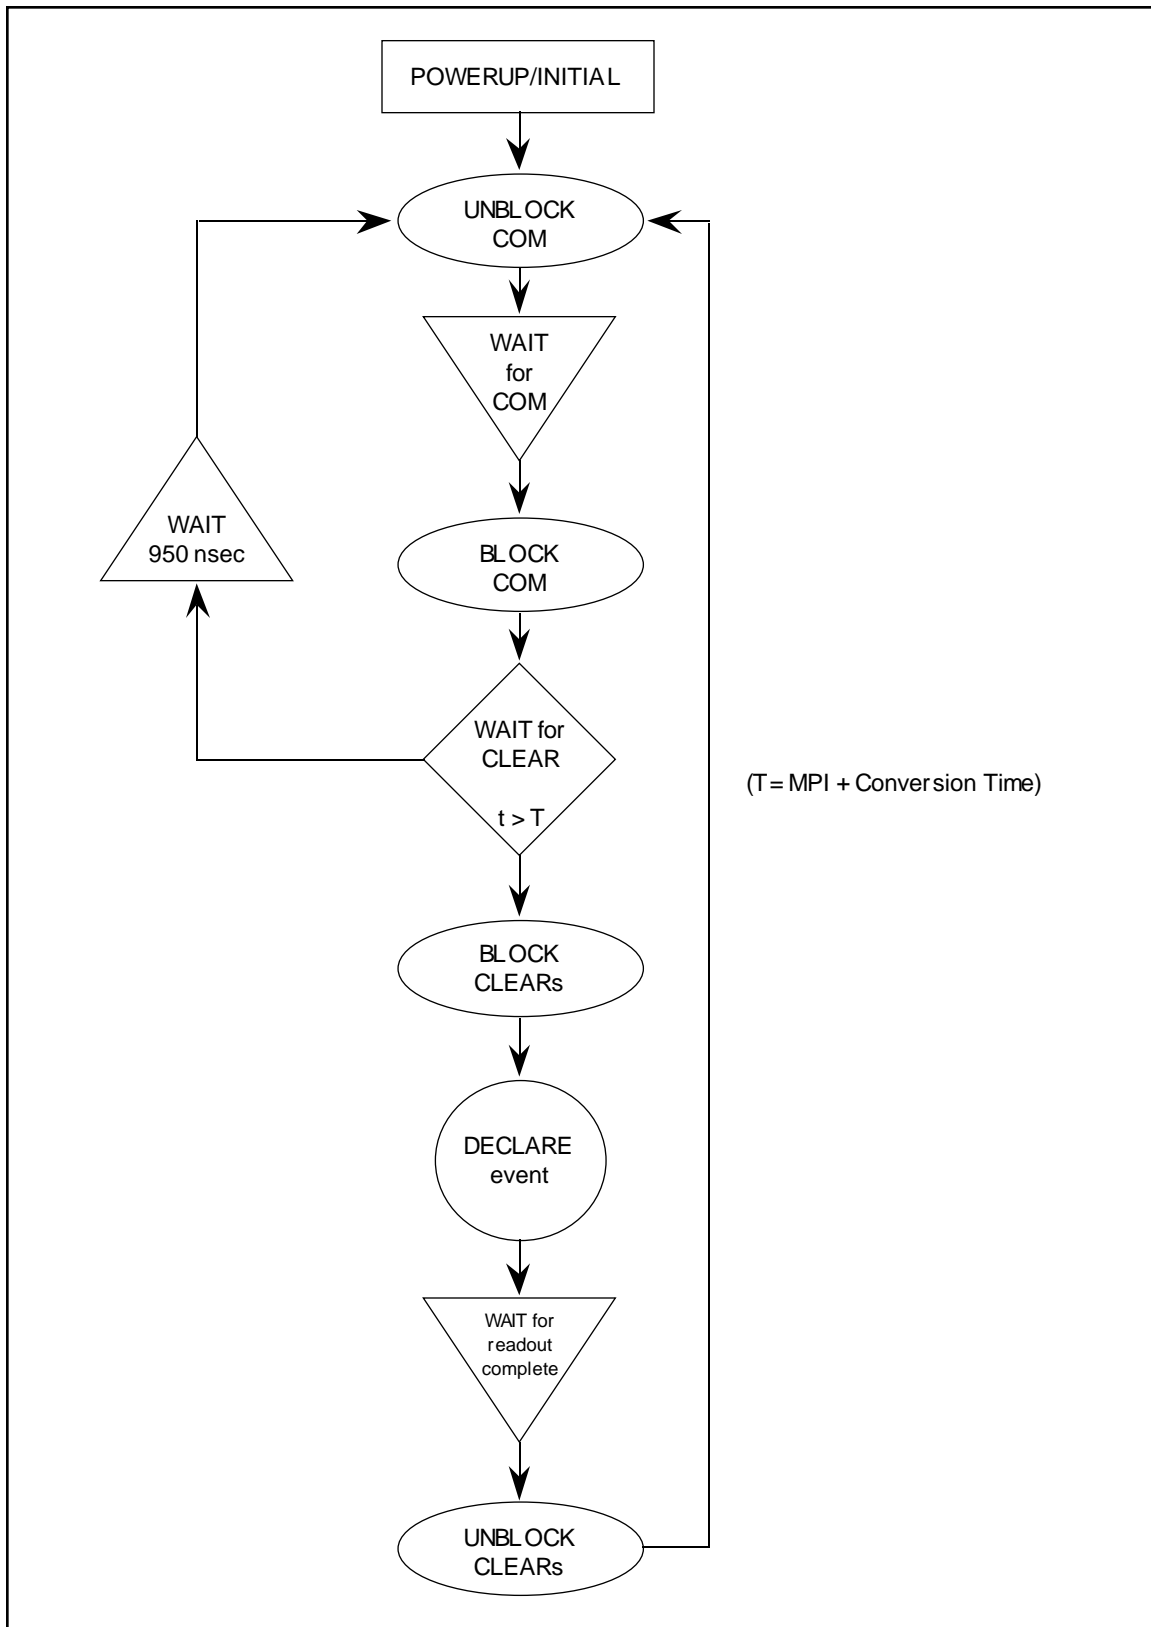 POWERUP/INITIAL
UNBLOCK
COM
WAIT
for
COM
WAIT
950 nsec
BLOCK
COM
WAIT for
CLEAR
t > T
(T= MPI + Conversion Time)
BLOCK
CLEARs
DECLARE
event
WAIT for
readout
complete
UNBLOCK
CLEARs